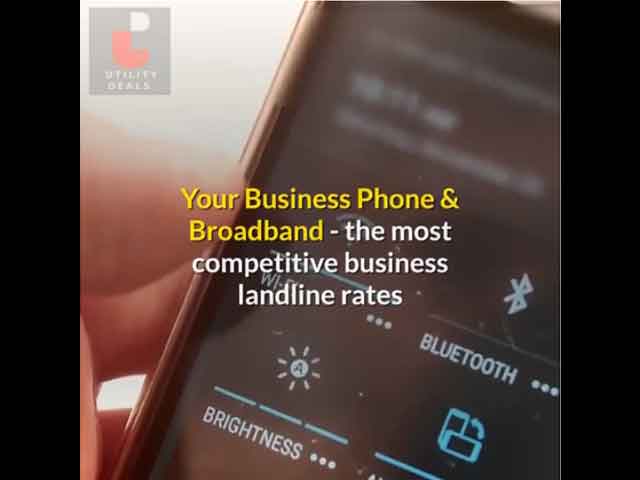 UTILITY
DEALS
Your Business Phone &
Broadband - the most
competitive business
landline rates
BLUETOOTH
BRIGHTNESS